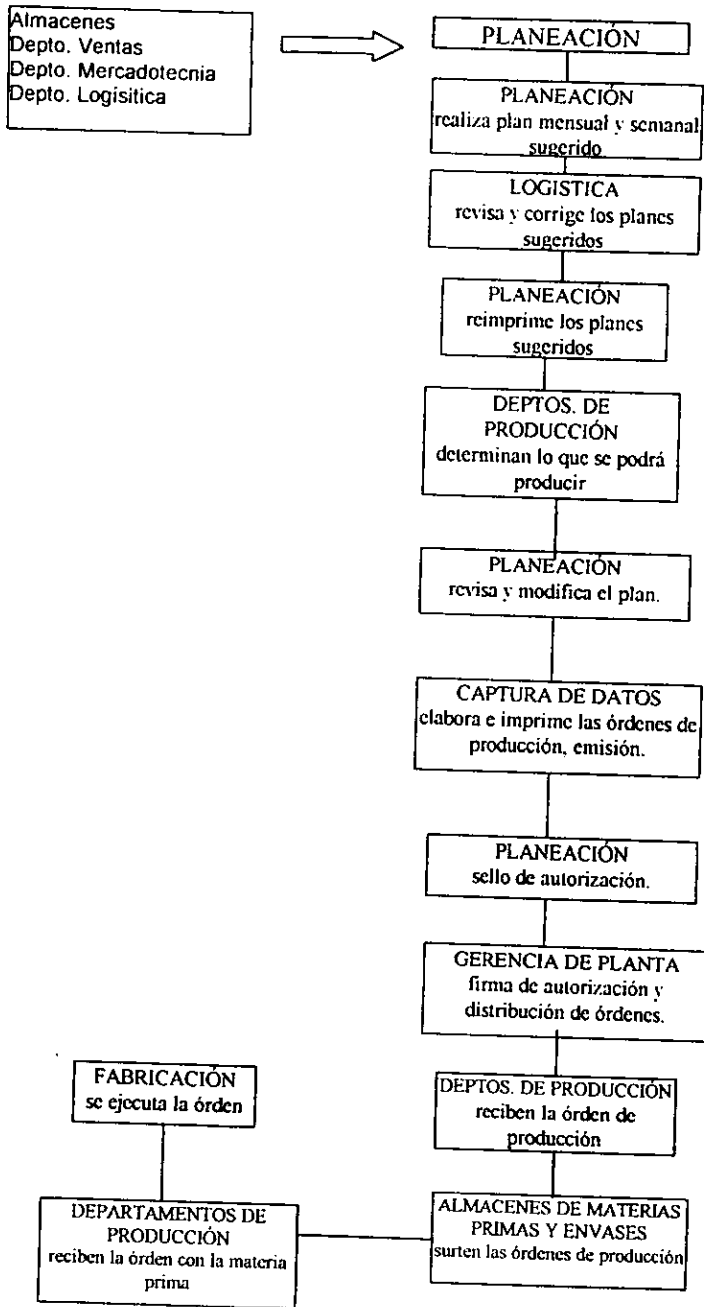 Almacenes
Depto. Ventas
Depto. Mercadotecnia
Depto. Logisitica
PLANEACIÓN
PLANEACIÓN
realiza plan mensual y semanal
sugerido
LOGISTICA
revisa y corrige los planes
sugeridos
PLANEACIÓN
reimprime los planes
sugeridos
DEPTOS. DE
PRODUCCIÓN
determinan lo que se podrá
producir
PLANEACIÓN
revisa y modifica el plan.
CAPTURA DE DATOS
elabora e imprime las órdenes de
producción, emisión.
PLANEACIÓN
sello de autorización.
GERENCIA DE PLANTA
firma de autorización y
distribución de órdenes.
DEPTOS. DE PRODUCCIÓN
reciben la órden de
producción
ALMACENES DE MATERIAS
PRIMAS Y ENVASES
surten las órdenes de producción
DEPARTAMENTOS DE
PRODUCCIÓN
reciben la órden con la materia
prima
FABRICACIÓN
se ejecuta la órden